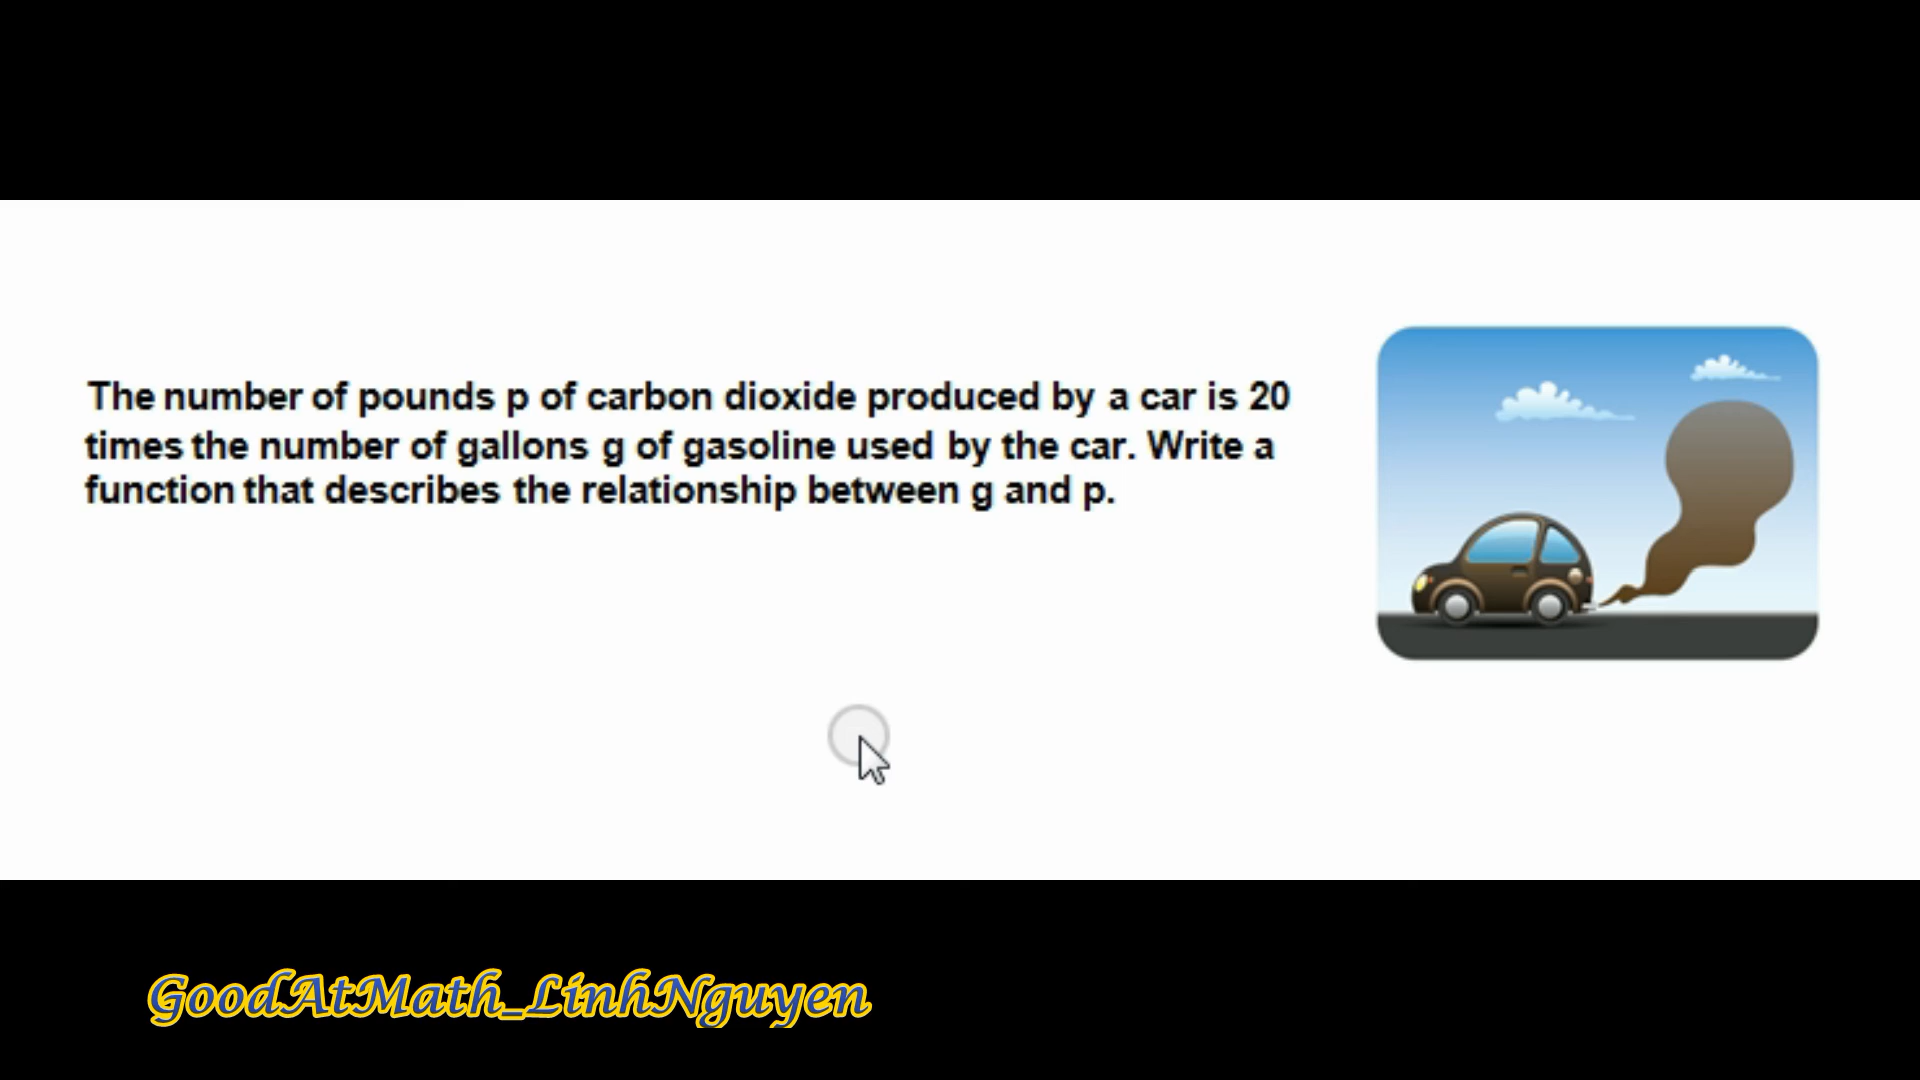 The number of pounds p of carbon dioxide produced by a car is 20
times the number of gallons g of gasoline used by the car. Write a
function that describes the relationship between g and p.
GoodAtMath_LinhNguyen